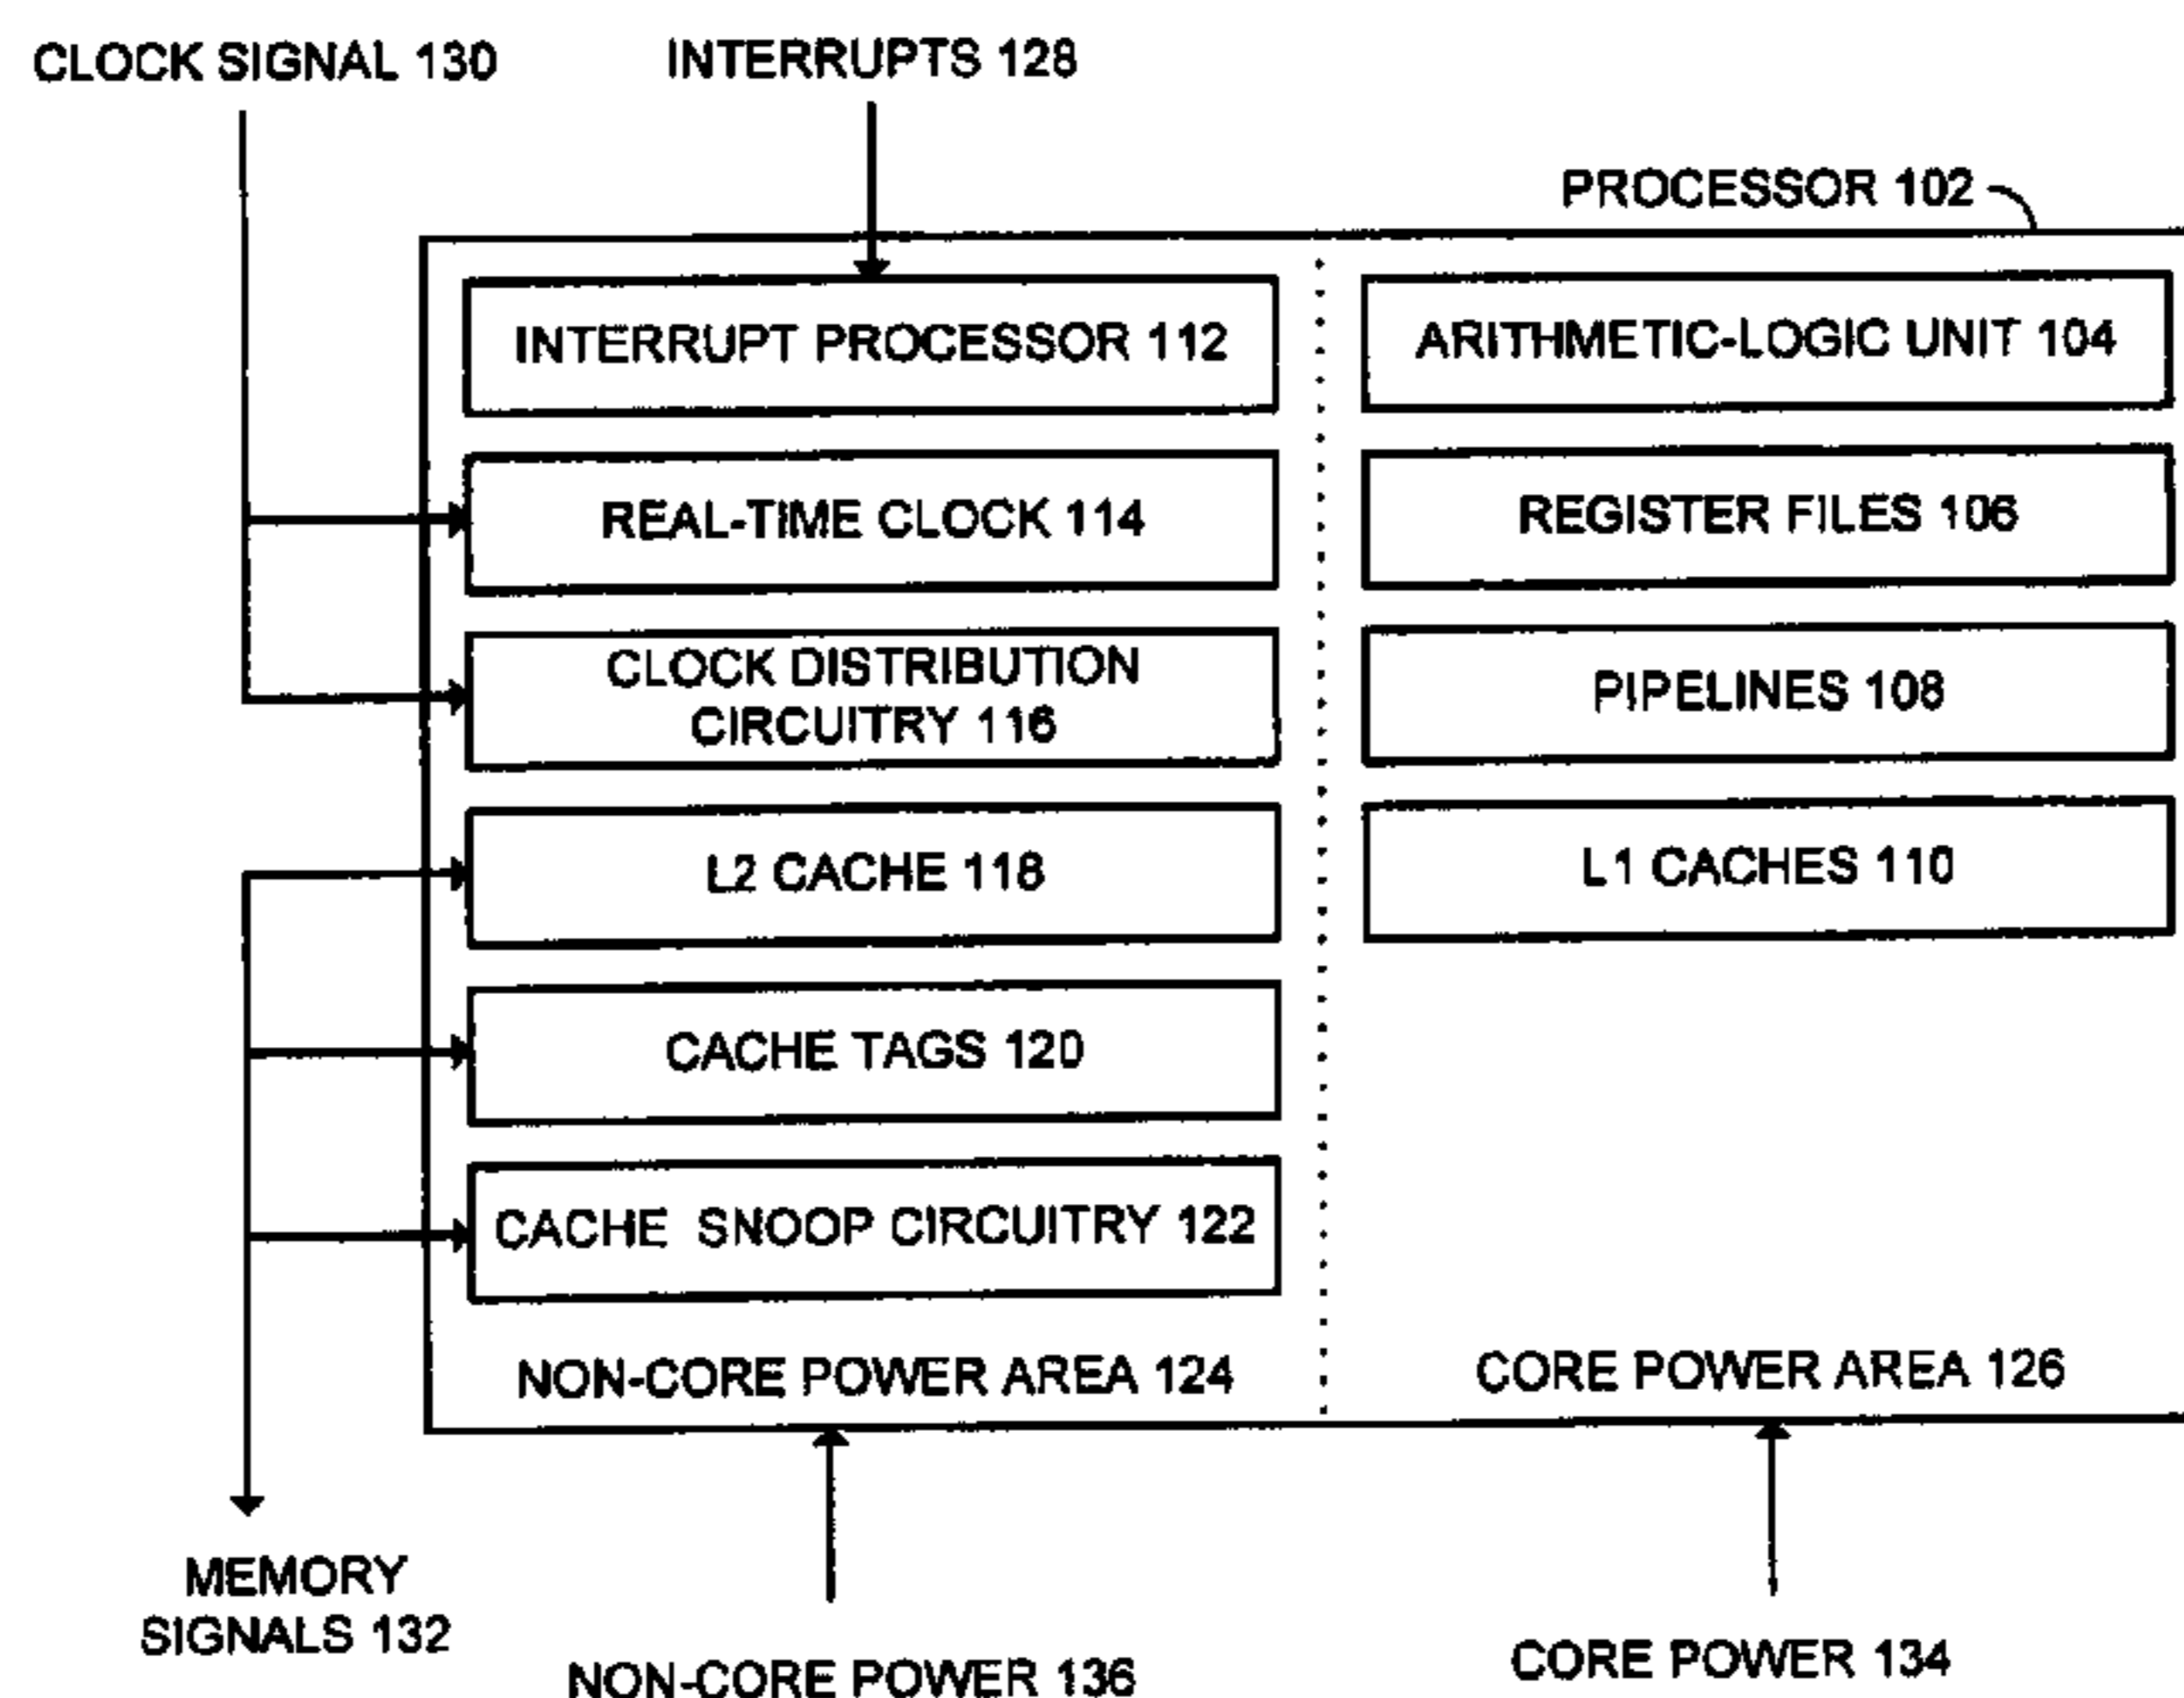 CLOCK SIGNAL 130
INTERRUPTS 128
PROCESSOR 102
INTERRUPT PROCESSOR 112
ARITHMETIC-LOGIC UNIT 104
REAL-TIME CLOCK 114
REGISTER FILES 106
CLOCK DISTRIBUTION
CIRCUITRY 116
PIPELINES 108
L2 CACHE 118
L1 CACHES 110
CACHE TAGS 120
CACHE SNOOP CIRCUITRY 122
NON-CORE POWER AREA 124
CORE POWER AREA 126
MEMORY
SIGNALS 132
NON-CORE POWER 136
CORE POWER 134